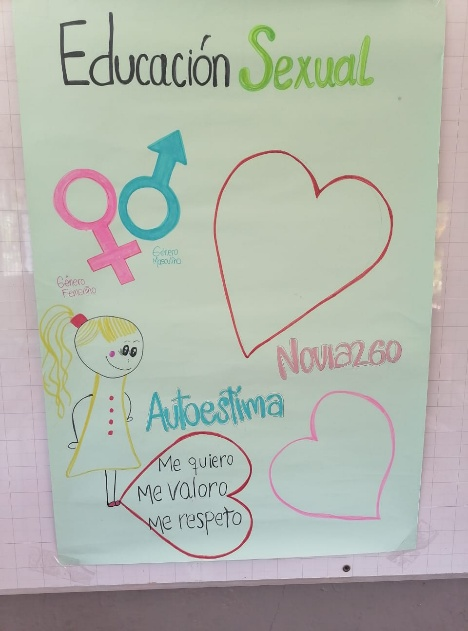 Educación Sexual
Género
Masculino
Género
Femenino
Noviazgo
Autoestima
Me quiero
Me Valoro
Me respeto